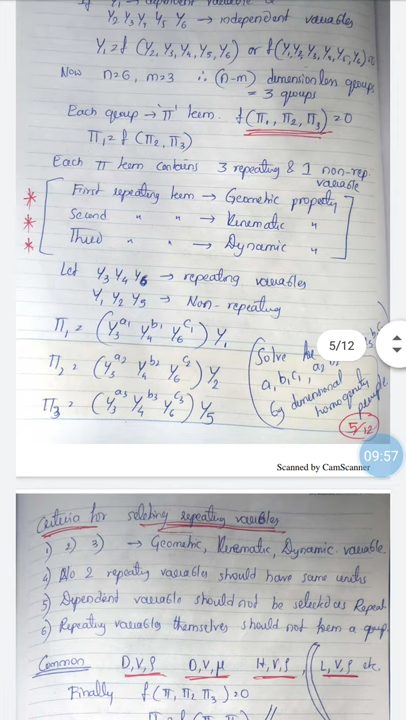 Y₂ Y₃ Y₄ Y₅ Y₆ → independent variables
Y₁ = f (Y₂, Y₃, Y₄, Y₅, Y₆) or f(Y₁, Y₂, Y₃, Y₄, Y₅, Y₆)=0
Now n=6, m=3 ∴ (n-m) dimensionless groups
= 3 groups
Each group → 'Π' term. f(Π₁, Π₂, Π₃) = 0
Π₁ = f (Π₂, Π₃)
Each Π term contains 3 repeating & 1 non-rep. variable
* First repeating term → Geometric property
* Second " " → Kinematic "
* Third " " → Dynamic "
Let Y₃ Y₄ Y₆ → repeating variables
Y₁ Y₂ Y₅ → Non-repeating
Π₁ = (Y₃^a₁ Y₄^b₁ Y₆^c₁) Y₁
Π₂ = (Y₃^a₂ Y₄^b₂ Y₆^c₂) Y₂
Π₃ = (Y₃^a₃ Y₄^b₃ Y₆^c₃) Y₅
Solve for
a₁ b₁ c₁, a₂
by dimensional
homogenity
5/12
5/12
09:57
Scanned by CamScanner
Criteria for selecting repeating variables
1) 2) 3) → Geometric, Kinematic, Dynamic variable
4) No 2 repeating variables should have same units
5) Dependent variable should not be selected as Repeat.
6) Repeating variables themselves should not form a group.
Common D,V,ρ D,V,μ H,V,ρ, L,V,ρ etc.
Finally f(Π₁ Π₂ Π₃) = 0